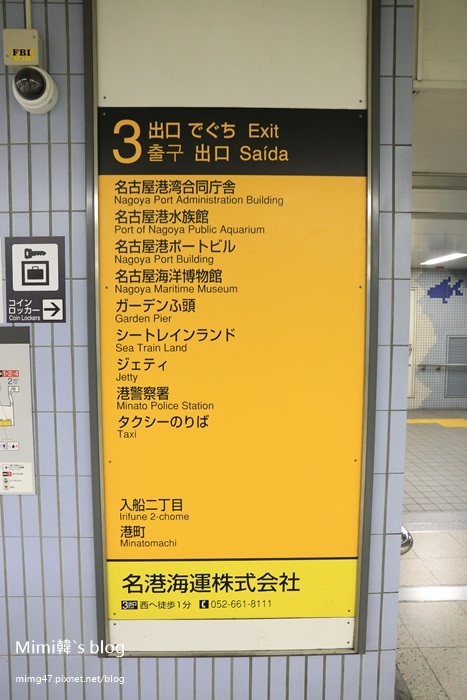 FBI
3 出口 でぐち Exit
출구 出口 Saída
名古屋港湾合同庁舎
Nagoya Port Administration Building
名古屋港水族館
Port of Nagoya Public Aquarium
名古屋港ポートビル
Nagoya Port Building
名古屋海洋博物館
Nagoya Maritime Museum
ガーデンふ頭
Garden Pier
シートレインランド
Sea Train Land
ジェティ
Jetty
港警察署
Minato Police Station
タクシーのりば
Taxi
入船二丁目
Irifune 2-chome
港町
Minatomachi
名港海運株式会社
3 西へ徒歩1分 052-661-8111
コイン
ロッカー
Coin Lockers
Mimi韓`s blog
mimg47.pixnet.net/blog